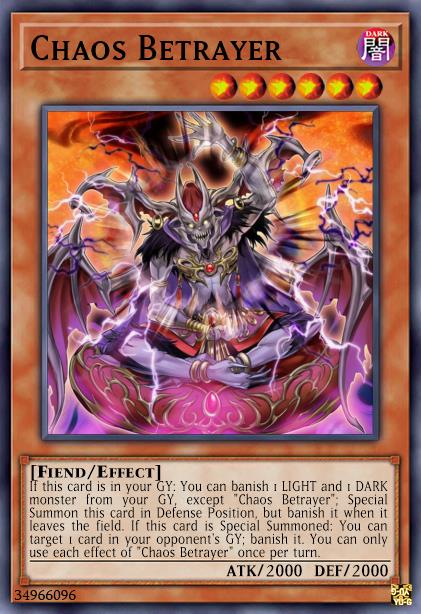 CHAOS BETRAYER
DARK
闇
[FIEND/EFFECT]
If this card is in your GY: You can banish 1 LIGHT and 1 DARK
monster from your GY, except "Chaos Betrayer"; Special
Summon this card in Defense Position, but banish it when it
leaves the field. If this card is Special Summoned: You can
target 1 card in your opponent's GY; banish it. You can only
use each effect of "Chaos Betrayer" once per turn.
ATK/2000 DEF/2000
34966096